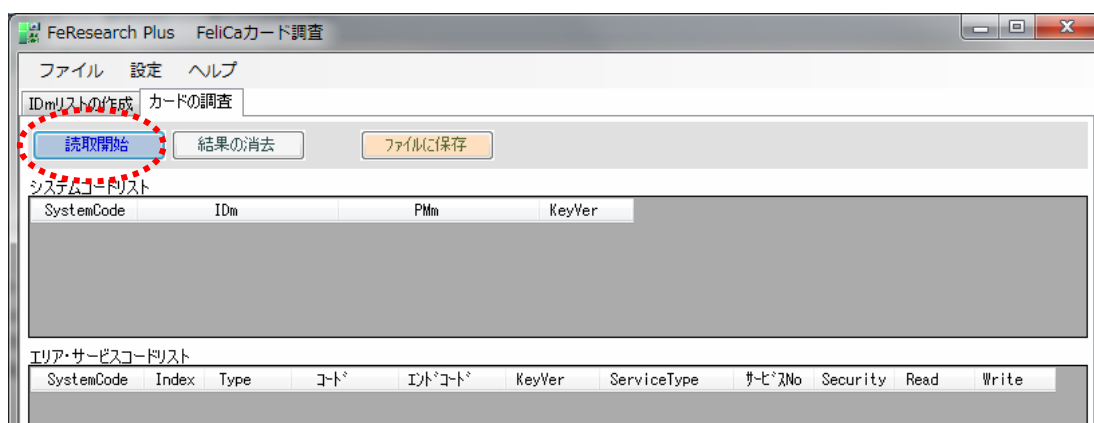 FeResearch Plus FeliCaカード調査
ファイル 設定 ヘルプ
IDmリストの作成 カードの調査
読取開始 結果の消去 ファイルに保存
システムコードリスト
SystemCode IDm PMm KeyVer
エリア・サービスコードリスト
SystemCode Index Type コード エンドコード KeyVer ServiceType サービスNo Security Read Write